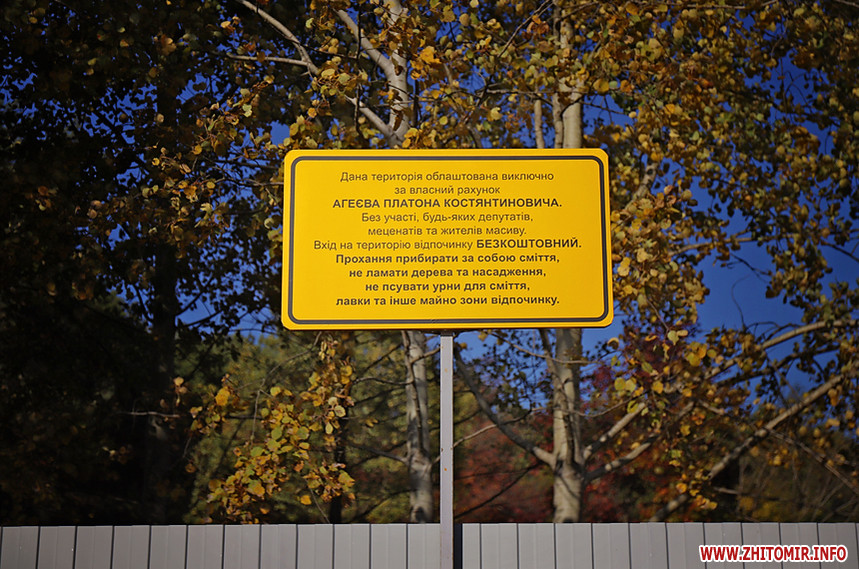 Дана територія облаштована виключно
за власний рахунок
АГЕЄВА ПЛАТОНА КОСТЯНТИНОВИЧА.
Без участі, будь-яких депутатів,
меценатів та жителів масиву.
Вхід на територію відпочинку БЕЗКОШТОВНИЙ.
Прохання прибирати за собою сміття,
не ламати дерева та насадження,
не псувати урни для сміття,
лавки та інше майно зони відпочинку.
WWW.ZHITOMIR.INFO